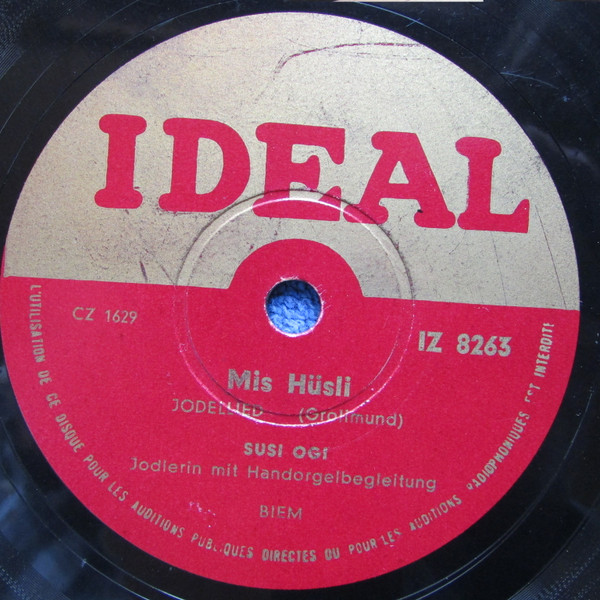 IDEAL
CZ 1629
IZ 8263
Mis Hüsli
JODELLIED (Grollmund)
SUSI OGI
Jodlerin mit Handorgelbegleitung
BIEM
L'UTILISATION DE CE DISQUE POUR LES AUDITIONS PUBLIQUES DIRECTES OU POUR LES AUDITIONS RADIOPHONIQUES EST INTERDITE